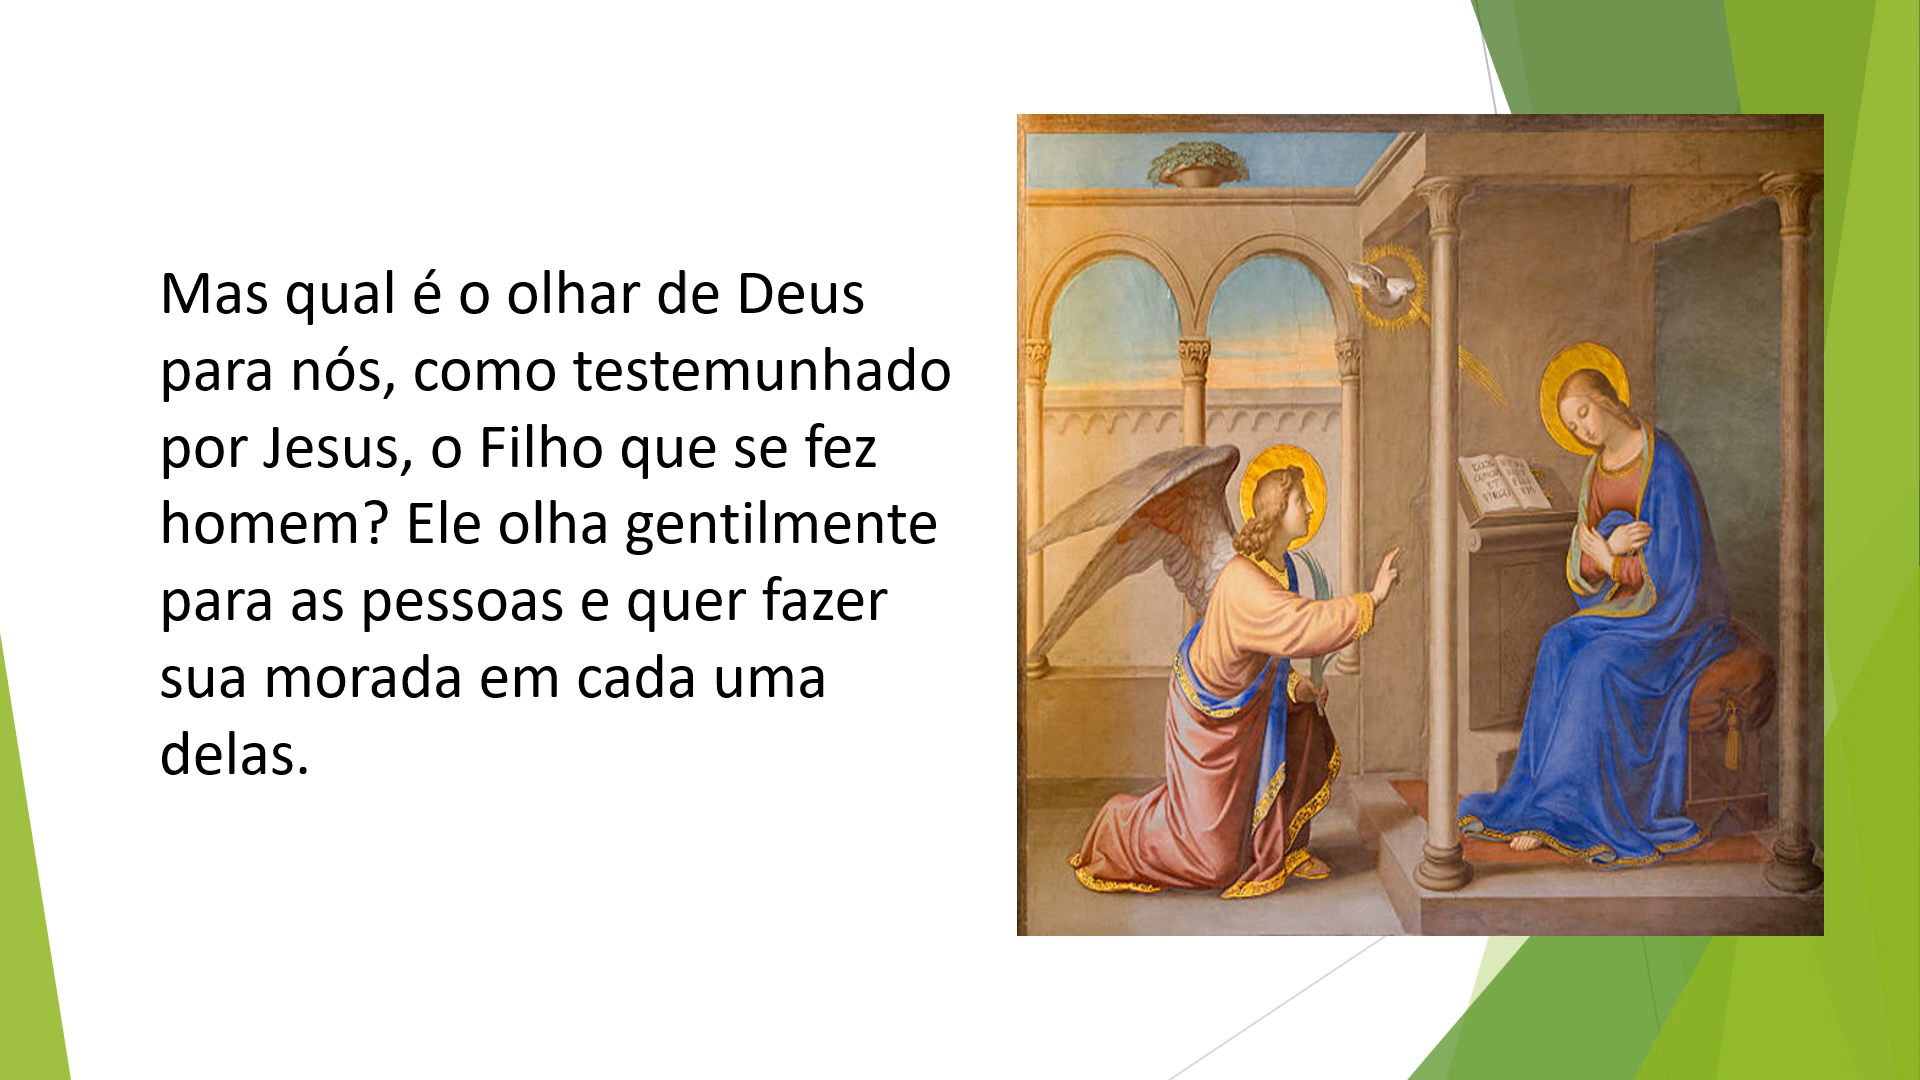 Mas qual é o olhar de Deus
para nós, como testemunhado
por Jesus, o Filho que se fez
homem? Ele olha gentilmente
para as pessoas e quer fazer
sua morada em cada uma
delas.